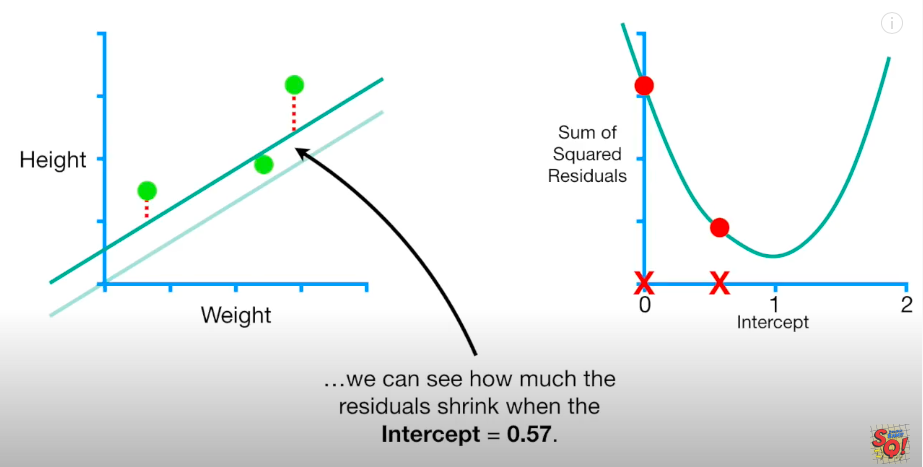 i
Height
Weight
Sum of
Squared
Residuals
X X
0 1 2
Intercept
…we can see how much the
residuals shrink when the
Intercept = 0.57.
SQ!